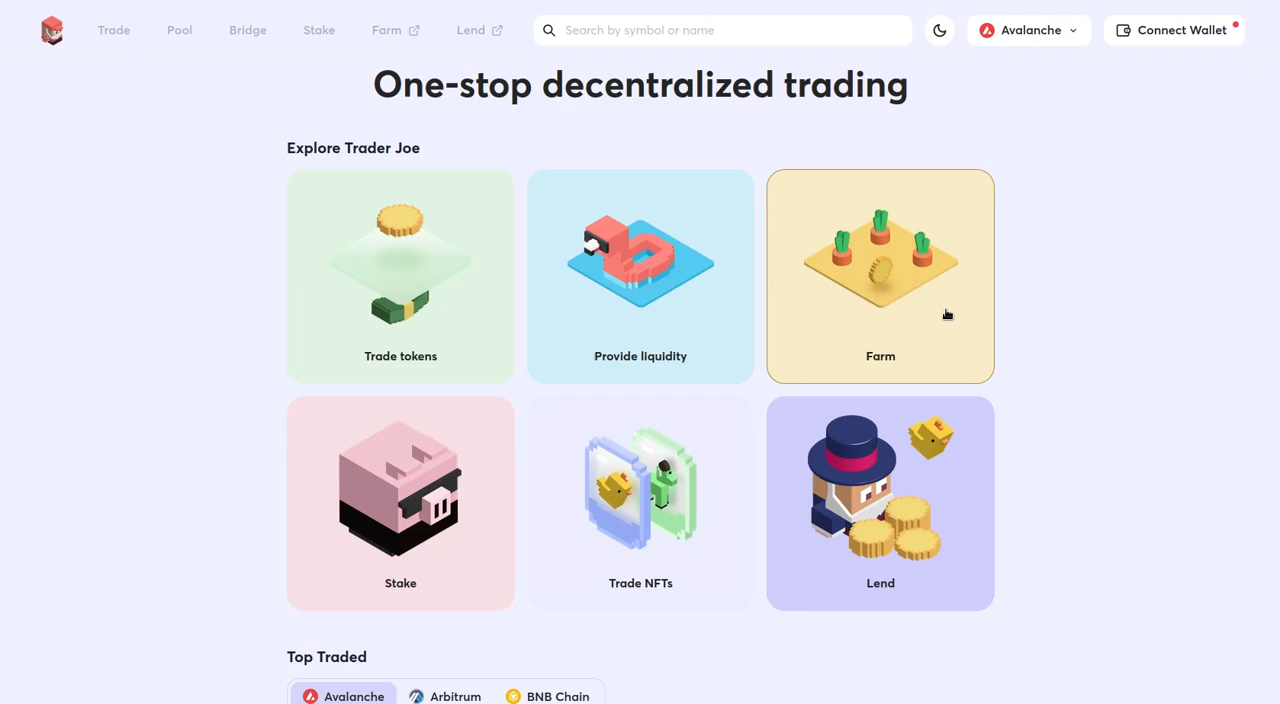 Trade Pool Bridge Stake Farm Lend Search by symbol or name Avalanche Connect Wallet
One-stop decentralized trading
Explore Trader Joe
Trade tokens Provide liquidity Farm
Stake Trade NFTs Lend
Top Traded
Avalanche Arbitrum BNB Chain